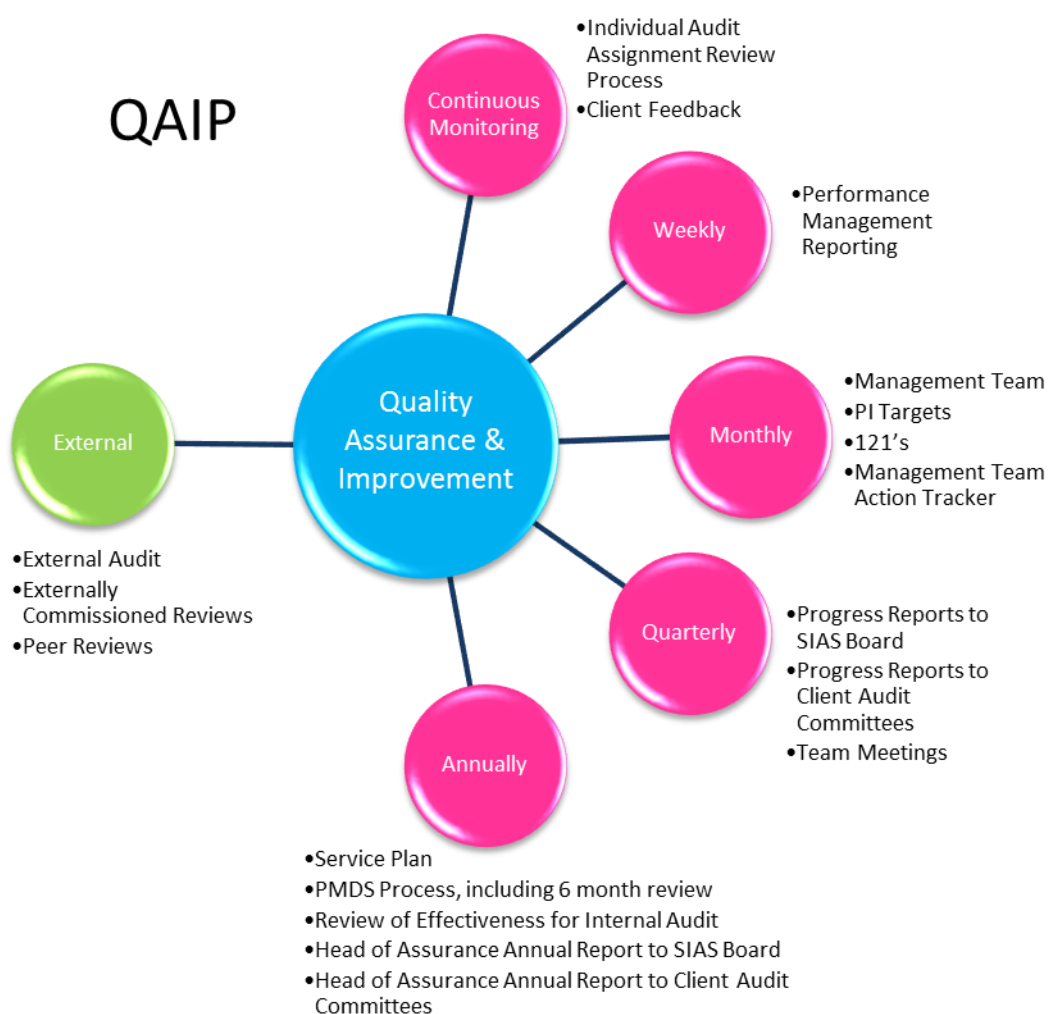 QAIP
Continuous
Monitoring
•Individual Audit
Assignment Review
Process
•Client Feedback
Weekly
•Performance
Management
Reporting
Monthly
•Management Team
•PI Targets
•121’s
•Management Team
Action Tracker
Quarterly
•Progress Reports to
SIAS Board
•Progress Reports to
Client Audit
Committees
•Team Meetings
Annually
•Service Plan
•PMDS Process, including 6 month review
•Review of Effectiveness for Internal Audit
•Head of Assurance Annual Report to SIAS Board
•Head of Assurance Annual Report to Client Audit
Committees
External
•External Audit
•Externally
Commissioned Reviews
•Peer Reviews
Quality
Assurance &
Improvement